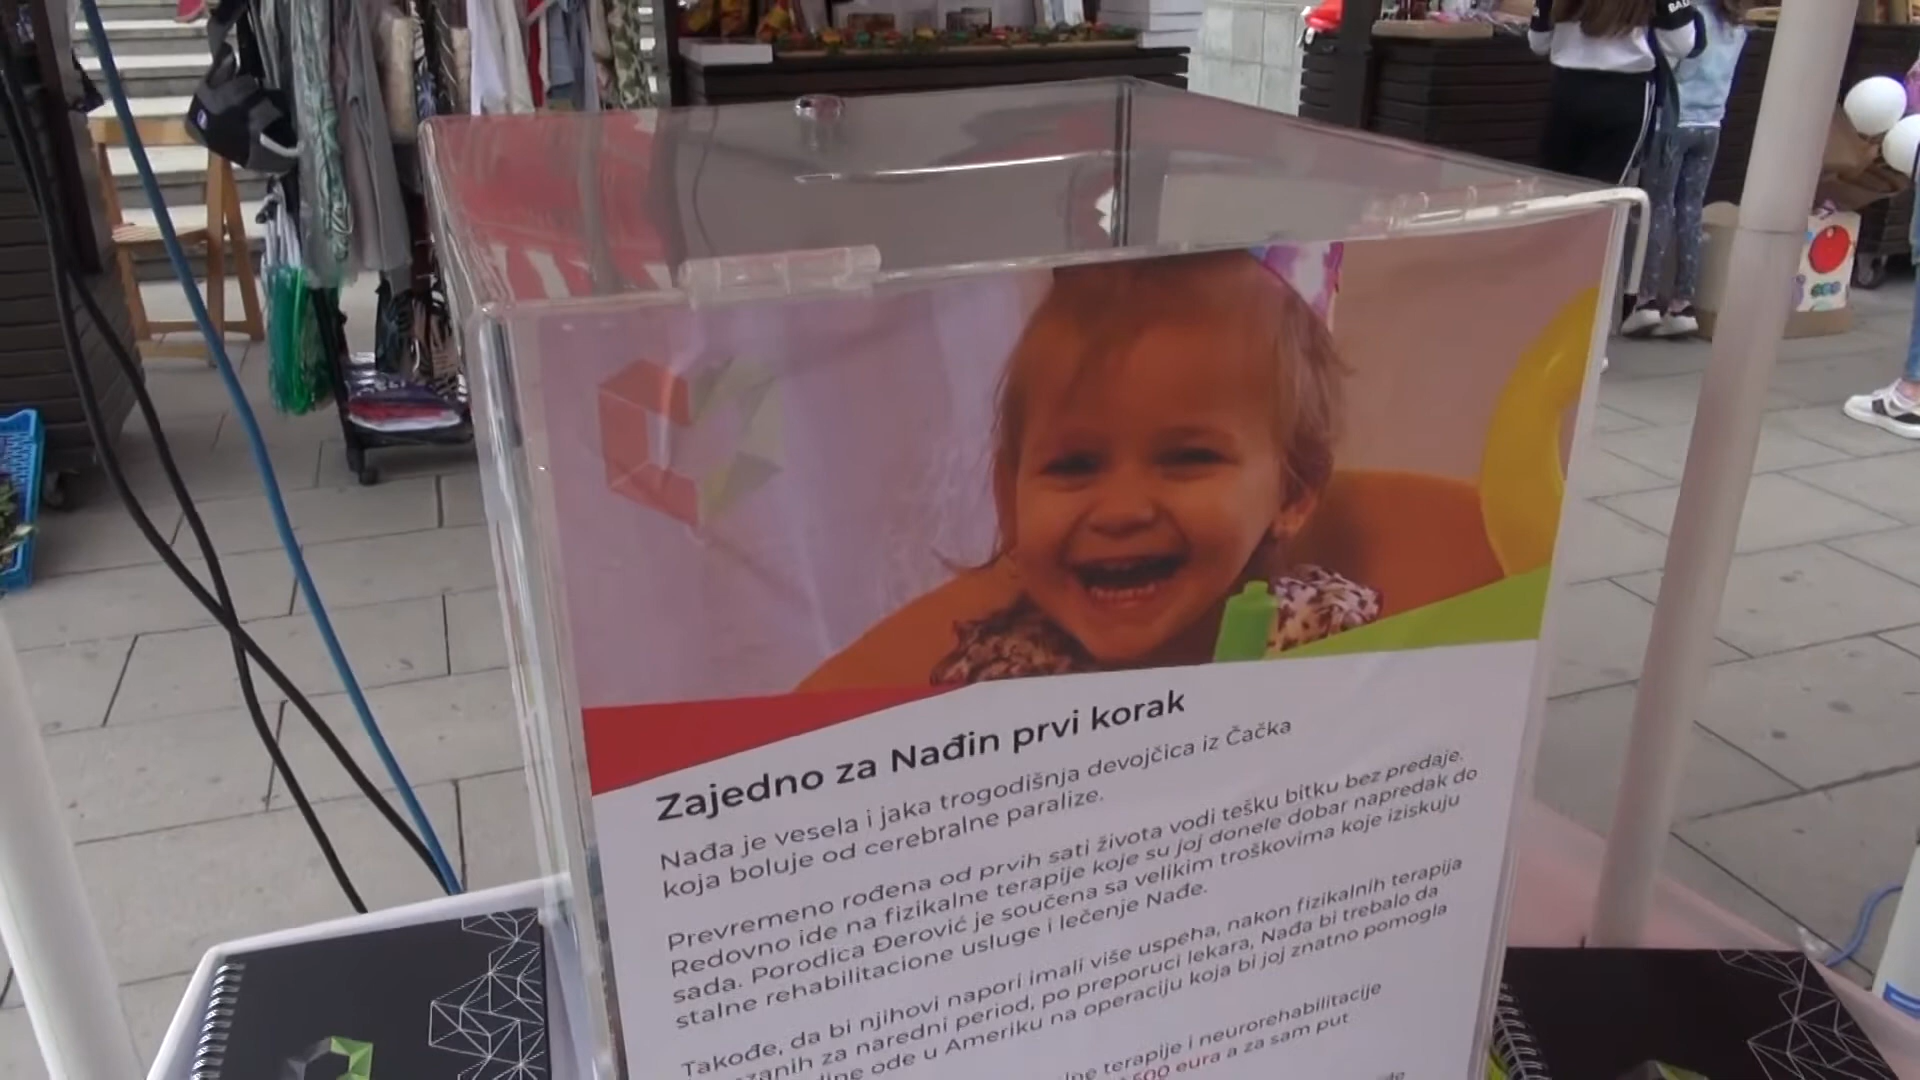 Zajedno za Nađin prvi korak
Nađa je vesela i jaka trogodišnja devojčica iz Čačka
koja boluje od cerebralne paralize.
Prevremeno rođena od prvih sati života vodi tešku bitku bez predaje.
Redovno ide na fizikalne terapije koje su joj donele dobar napredak do
sada. Porodica Đerović je součena sa velikim troškovima koje iziskuju
stalne rehabilitacione usluge i lečenje Nađe.
Takođe, da bi njihovi napori imali više uspeha, nakon fizikalnih terapija
zanih za naredni period, po preporuci lekara, Nađa bi trebalo da
ode u Ameriku na operaciju koja bi joj znatno pomogla
terapije i neurorehabilitacije
500 eura a za sam put